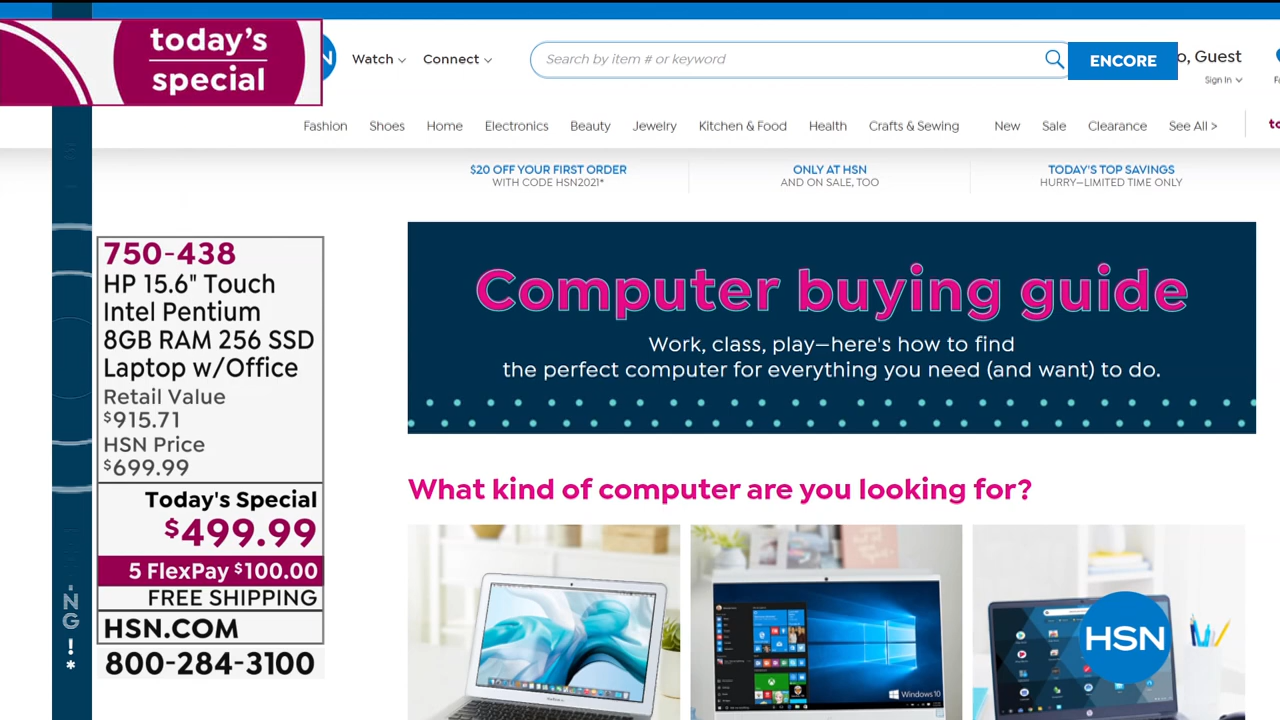 today's
special
N
Watch
Connect
Search by item # or keyword
ENCORE
o, Guest
Sign In
Fashion
Shoes
Home
Electronics
Beauty
Jewelry
Kitchen & Food
Health
Crafts & Sewing
New
Sale
Clearance
See All >
$20 OFF YOUR FIRST ORDER
WITH CODE HSN2021*
ONLY AT HSN
AND ON SALE, TOO
TODAY'S TOP SAVINGS
HURRY—LIMITED TIME ONLY
750-438
HP 15.6" Touch
Intel Pentium
8GB RAM 256 SSD
Laptop w/Office
Retail Value
$915.71
HSN Price
$699.99
Today's Special
$499.99
5 FlexPay $100.00
FREE SHIPPING
HSN.COM
800-284-3100
Computer buying guide
Work, class, play—here's how to find
the perfect computer for everything you need (and want) to do.
What kind of computer are you looking for?
Windows 10
HSN